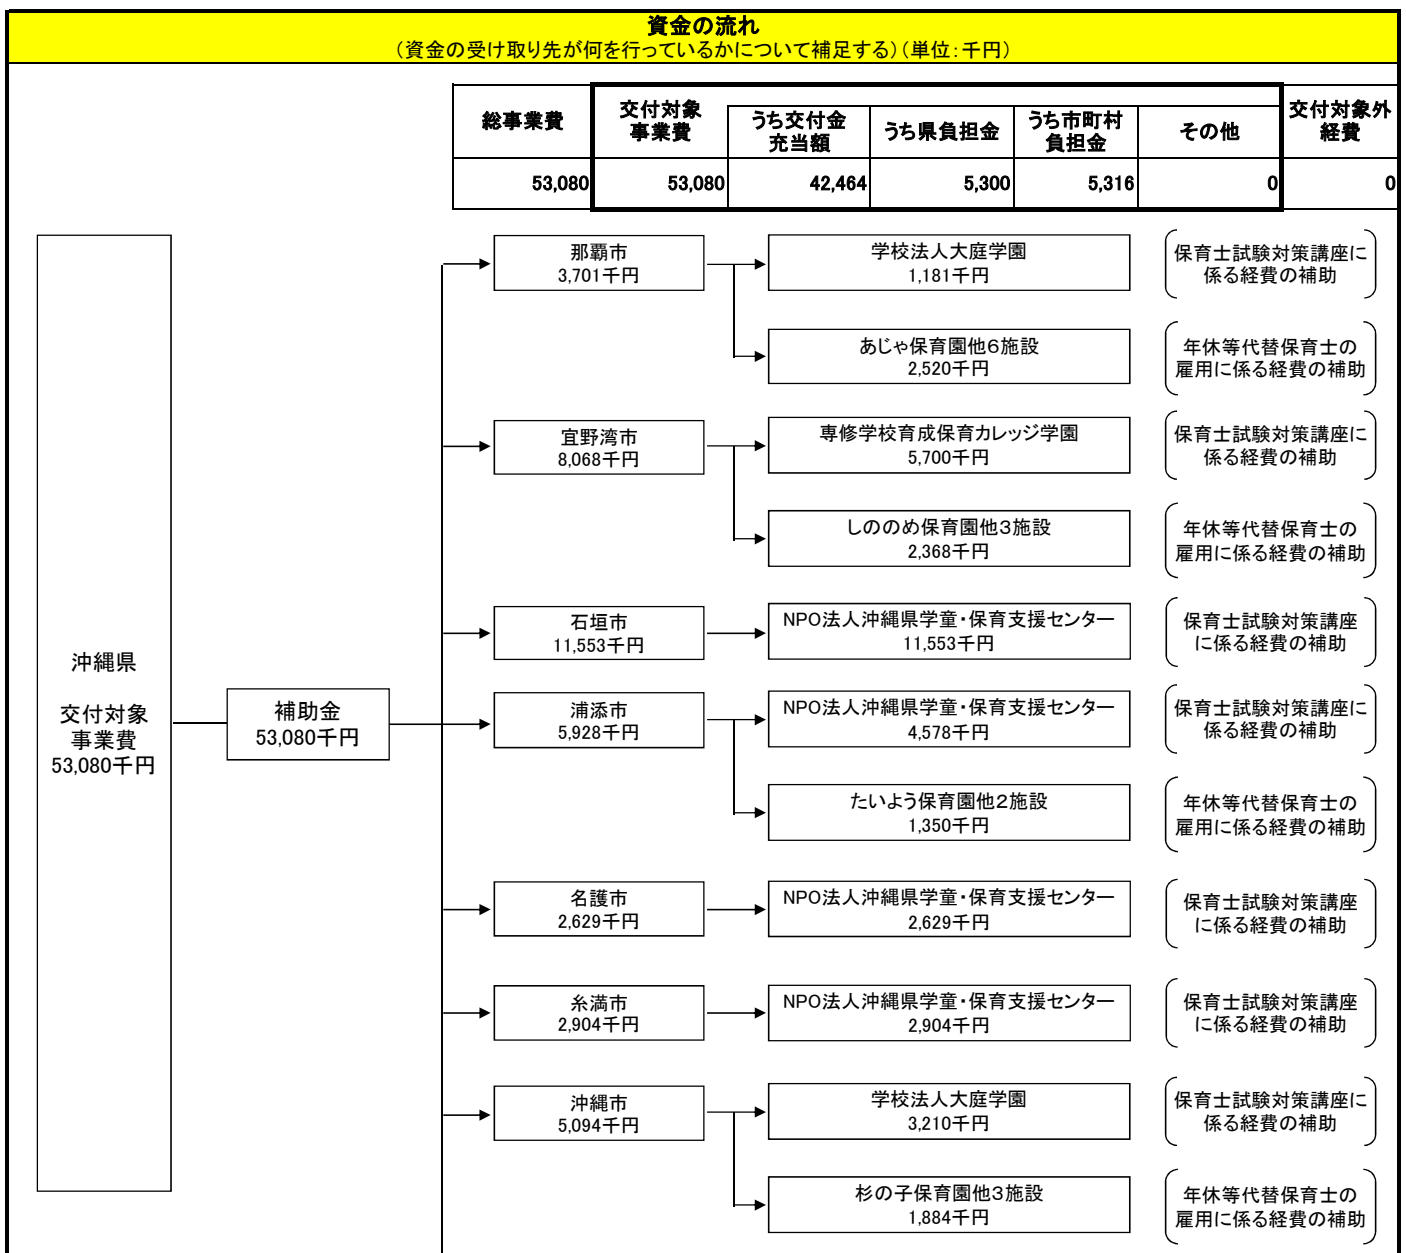 資金の流れ
（資金の受け取り先が何を行っているかについて補足する）（単位：千円）
総事業費
交付対象
事業費
うち交付金
充当額
うち県負担金
うち市町村
負担金
その他
交付対象外
経費
53,080
53,080
42,464
5,300
5,316
0
0
沖縄県
交付対象
事業費
53,080千円
補助金
53,080千円
那覇市
3,701千円
学校法人大庭学園
1,181千円
保育士試験対策講座に
係る経費の補助
あじゃ保育園他６施設
2,520千円
年休等代替保育士の
雇用に係る経費の補助
宜野湾市
8,068千円
専修学校育成保育カレッジ学園
5,700千円
保育士試験対策講座に
係る経費の補助
しののめ保育園他３施設
2,368千円
年休等代替保育士の
雇用に係る経費の補助
石垣市
11,553千円
NPO法人沖縄県学童・保育支援センター
11,553千円
保育士試験対策講座
に係る経費の補助
浦添市
5,928千円
NPO法人沖縄県学童・保育支援センター
4,578千円
保育士試験対策講座に
係る経費の補助
たいよう保育園他２施設
1,350千円
年休等代替保育士の
雇用に係る経費の補助
名護市
2,629千円
NPO法人沖縄県学童・保育支援センター
2,629千円
保育士試験対策講座
に係る経費の補助
糸満市
2,904千円
NPO法人沖縄県学童・保育支援センター
2,904千円
保育士試験対策講座
に係る経費の補助
沖縄市
5,094千円
学校法人大庭学園
3,210千円
保育士試験対策講座に
係る経費の補助
杉の子保育園他３施設
1,884千円
年休等代替保育士の
雇用に係る経費の補助